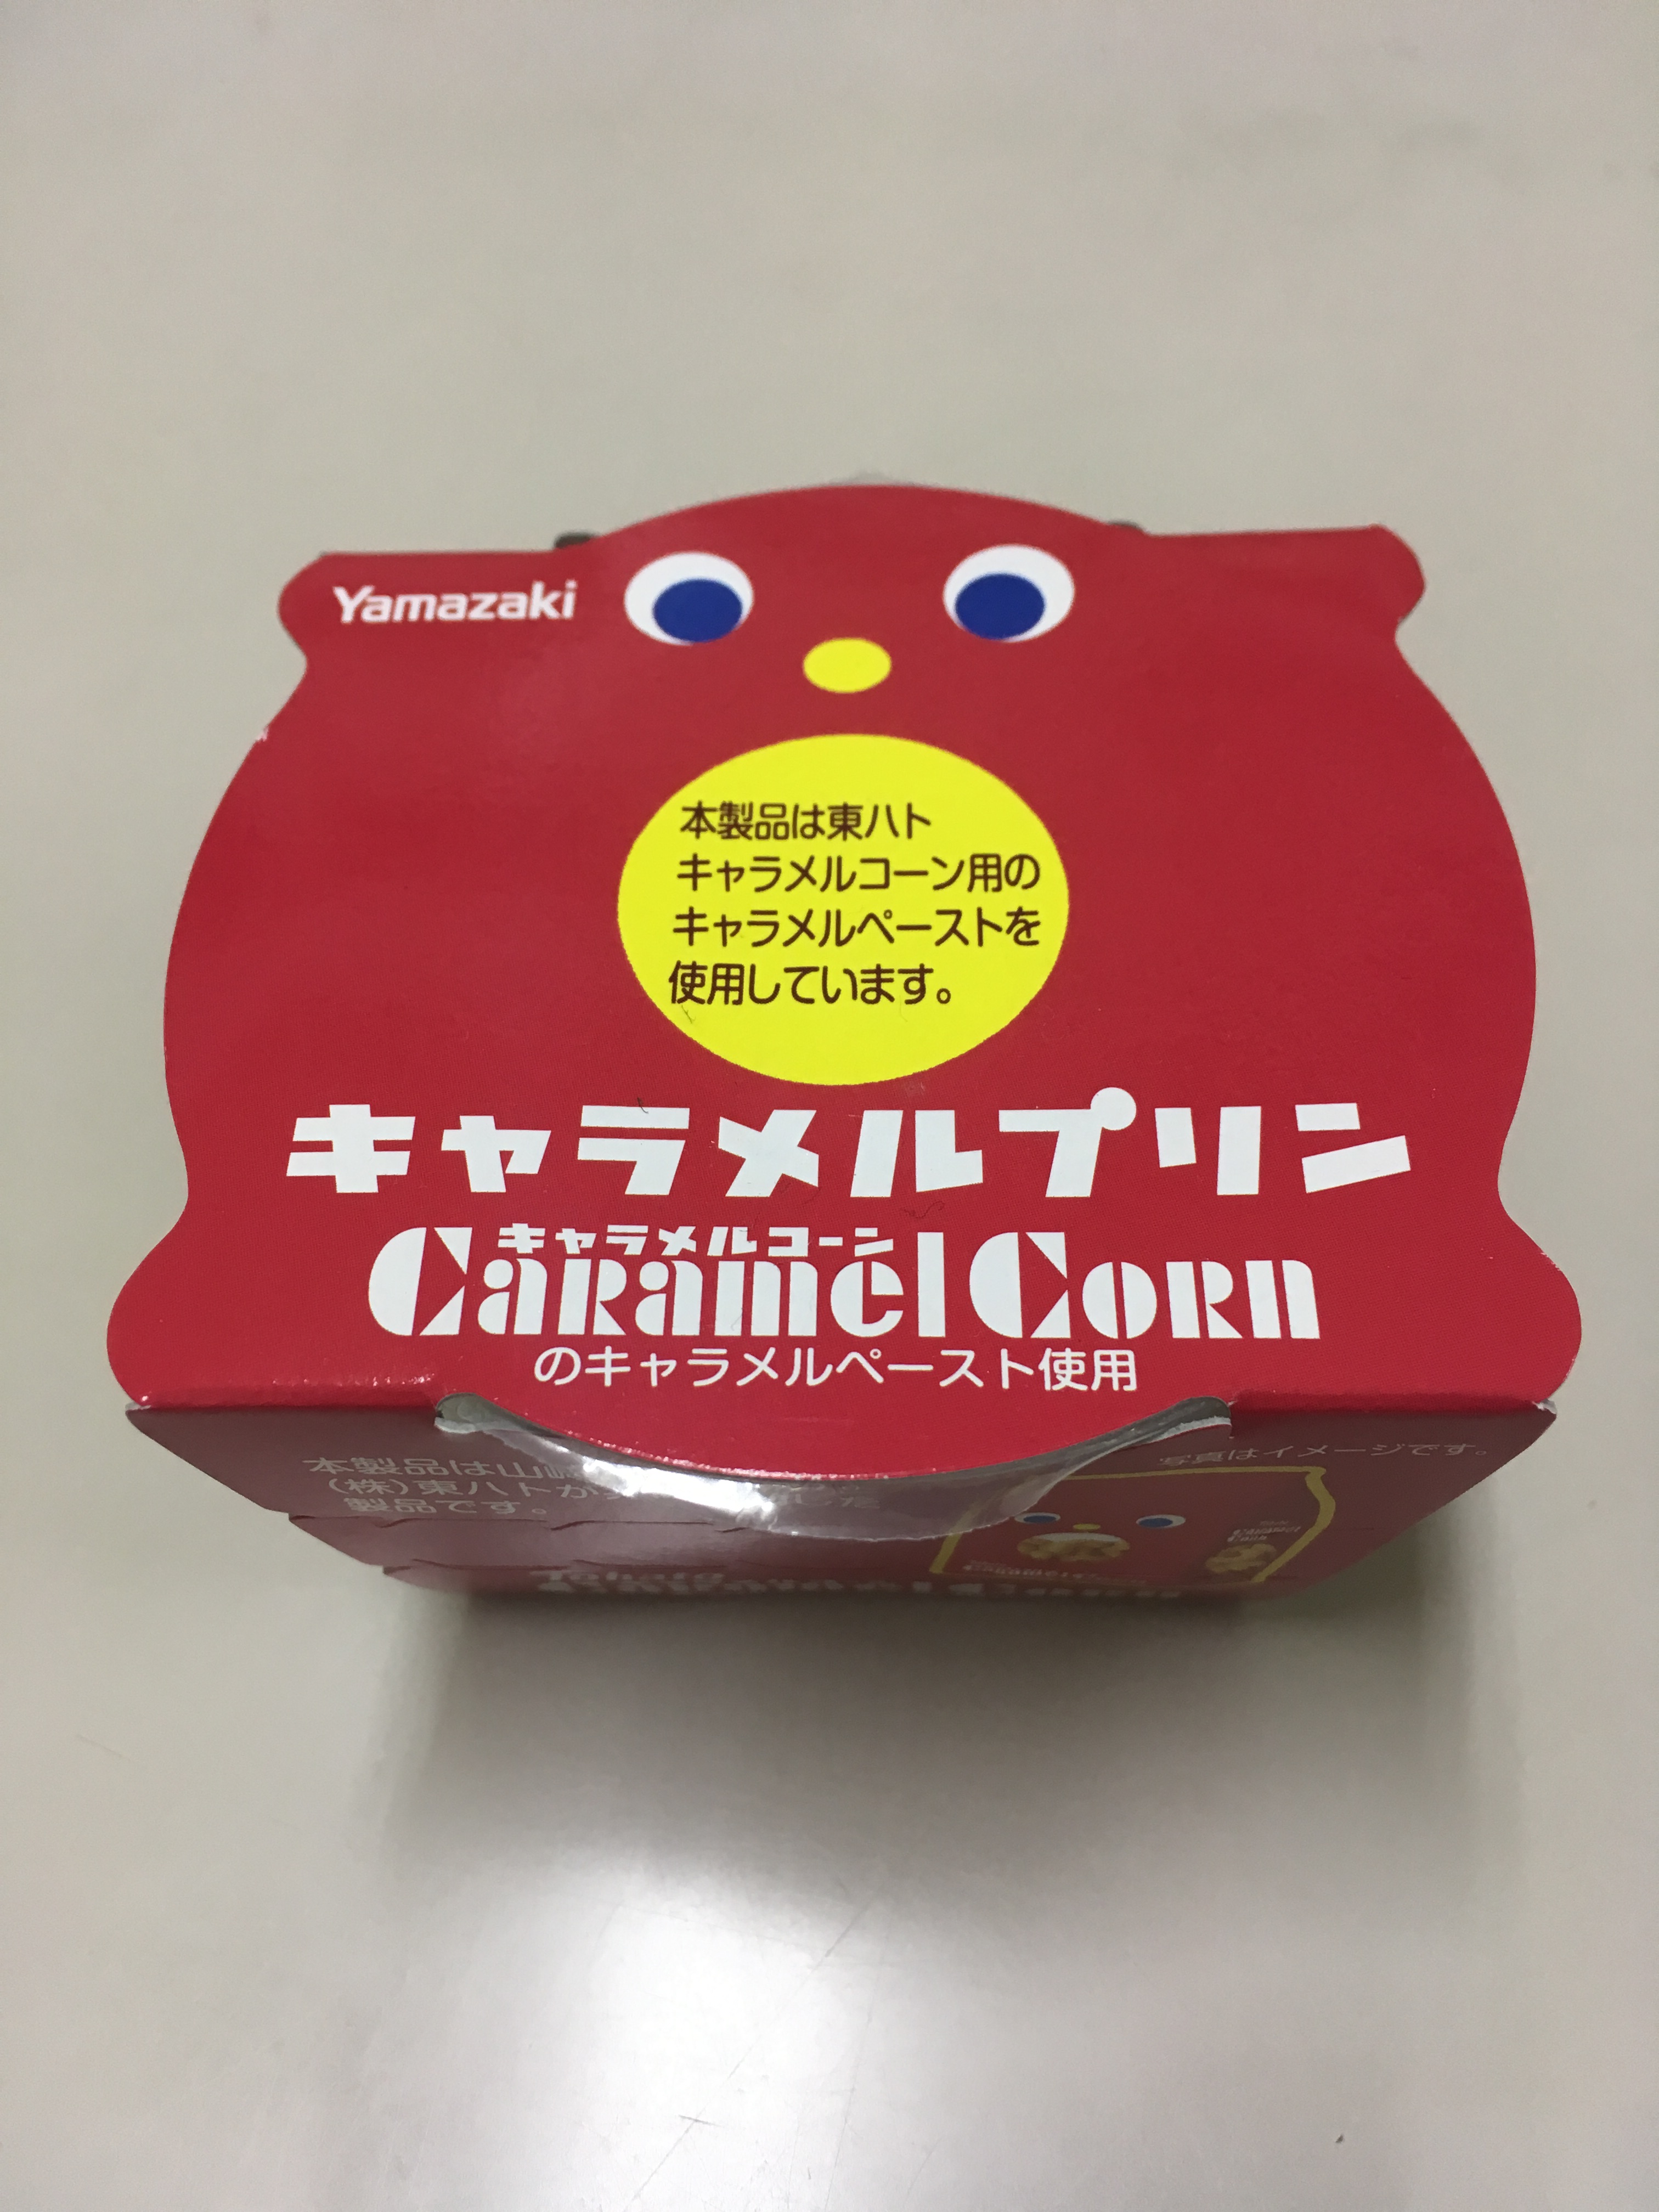 Yamazaki
本製品は東ハト
キャラメルコーン用の
キャラメルペーストを
使用しています。
キャラメルプリン
キャラメルコーン
Caramel Corn
のキャラメルペースト使用
写真はイメージです。
本製品は山
(株)東ハトが
製品です。